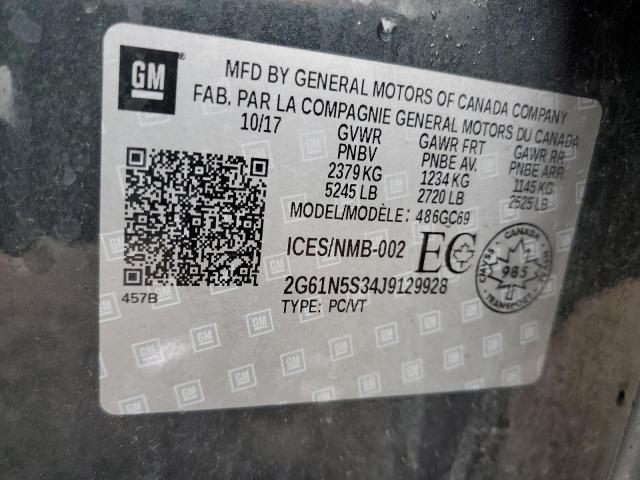 GM
MFD BY GENERAL MOTORS OF CANADA COMPANY
FAB. PAR LA COMPAGNIE GENERAL MOTORS DU CANADA
10/17 GVWR GAWR FRT GAWR RR
PNBV PNBE AV. PNBE ARR
2379 KG 1234 KG 1145 KG
5245 LB 2720 LB 2525 LB
MODEL/MODÈLE: 486GC69
ICES/NMB-002 EC
CANADA
CMVSS 985 NSVAC
TRANSPORT
2G61N5S34J9129928
TYPE: PC/VT
457B